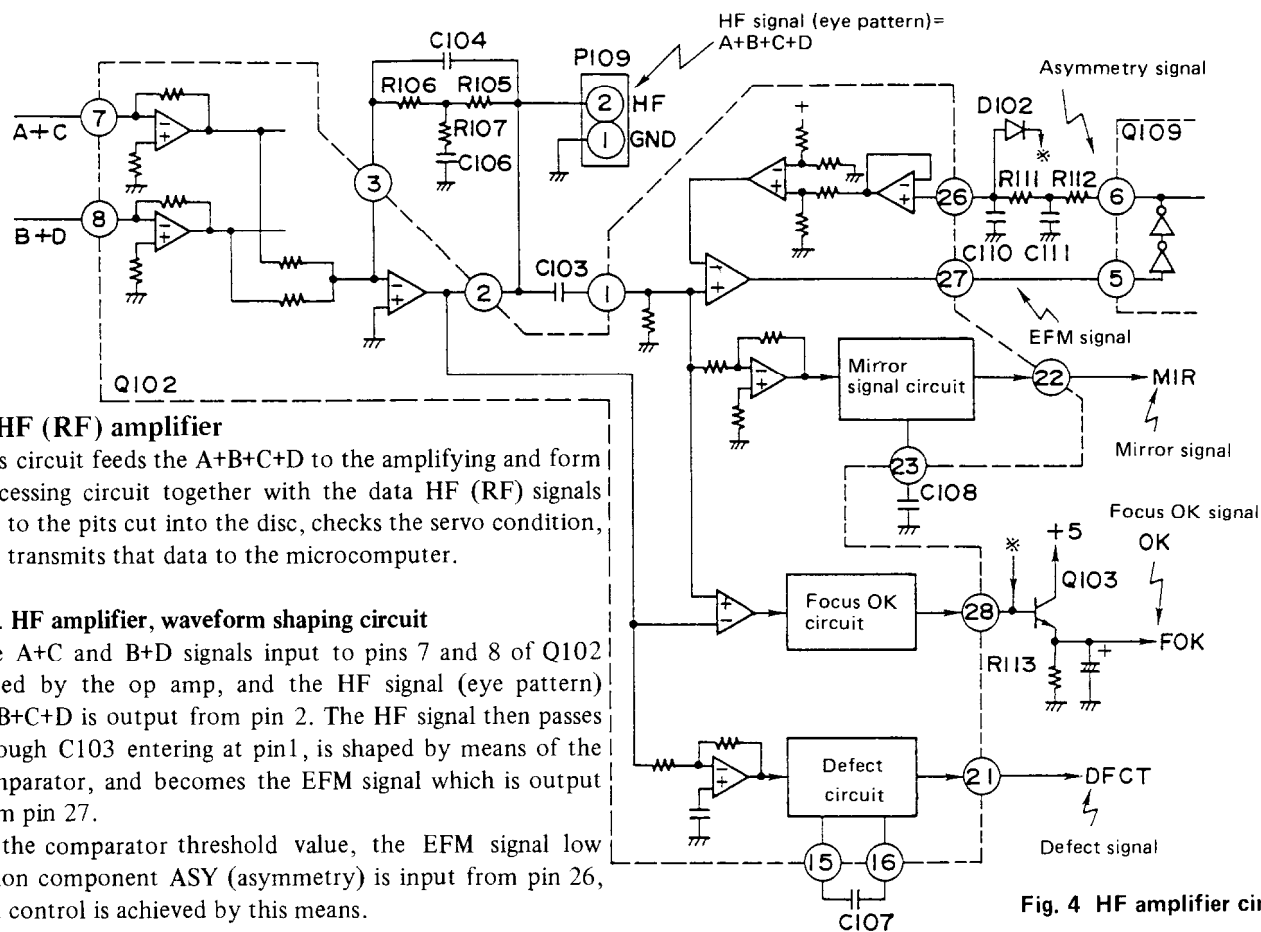 HF signal (eye pattern)=
A+B+C+D
C104
P109
R106
R105
2
HF
Asymmetry signal
D102
Q109
7
A+C
R107
1
GND
C106
+
※
3
26
R111
R112
6
8
B+D
C110
C111
C103
2
1
27
5
EFM signal
Q102
Mirror
signal circuit
22
MIR
Mirror signal
23
C108
HF (RF) amplifier
s circuit feeds the A+B+C+D to the amplifying and form
cessing circuit together with the data HF (RF) signals
to the pits cut into the disc, checks the servo condition,
transmits that data to the microcomputer.
Focus OK signal
OK
※
+5
Q103
. HF amplifier, waveform shaping circuit
e A+C and B+D signals input to pins 7 and 8 of Q102
ed by the op amp, and the HF signal (eye pattern)
B+C+D is output from pin 2. The HF signal then passes
ough C103 entering at pin1, is shaped by means of the
mparator, and becomes the EFM signal which is output
m pin 27.
the comparator threshold value, the EFM signal low
ion component ASY (asymmetry) is input from pin 26,
control is achieved by this means.
Focus OK
circuit
28
R113
+
FOK
Defect
circuit
21
DFCT
Defect signal
15
16
C107
Fig. 4 HF amplifier cir